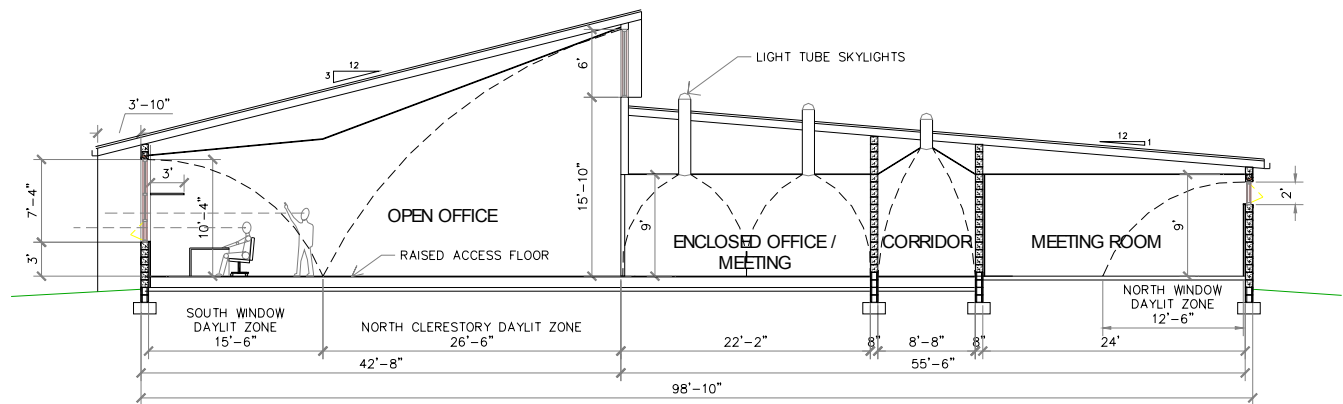 LIGHT TUBE SKYLIGHTS
12
3
6'
3'-10"
12
1
3'
7'-4"
10'-4"
3'
15'-10"
9'
9'
2'
OPEN OFFICE
RAISED ACCESS FLOOR
ENCLOSED OFFICE /
MEETING
CORRIDOR
MEETING ROOM
SOUTH WINDOW
DAYLIT ZONE
15'-6"
NORTH CLERESTORY DAYLIT ZONE
26'-6"
NORTH WINDOW
DAYLIT ZONE
12'-6"
22'-2"
8"
8'-8"
8"
24'
42'-8"
55'-6"
98'-10"